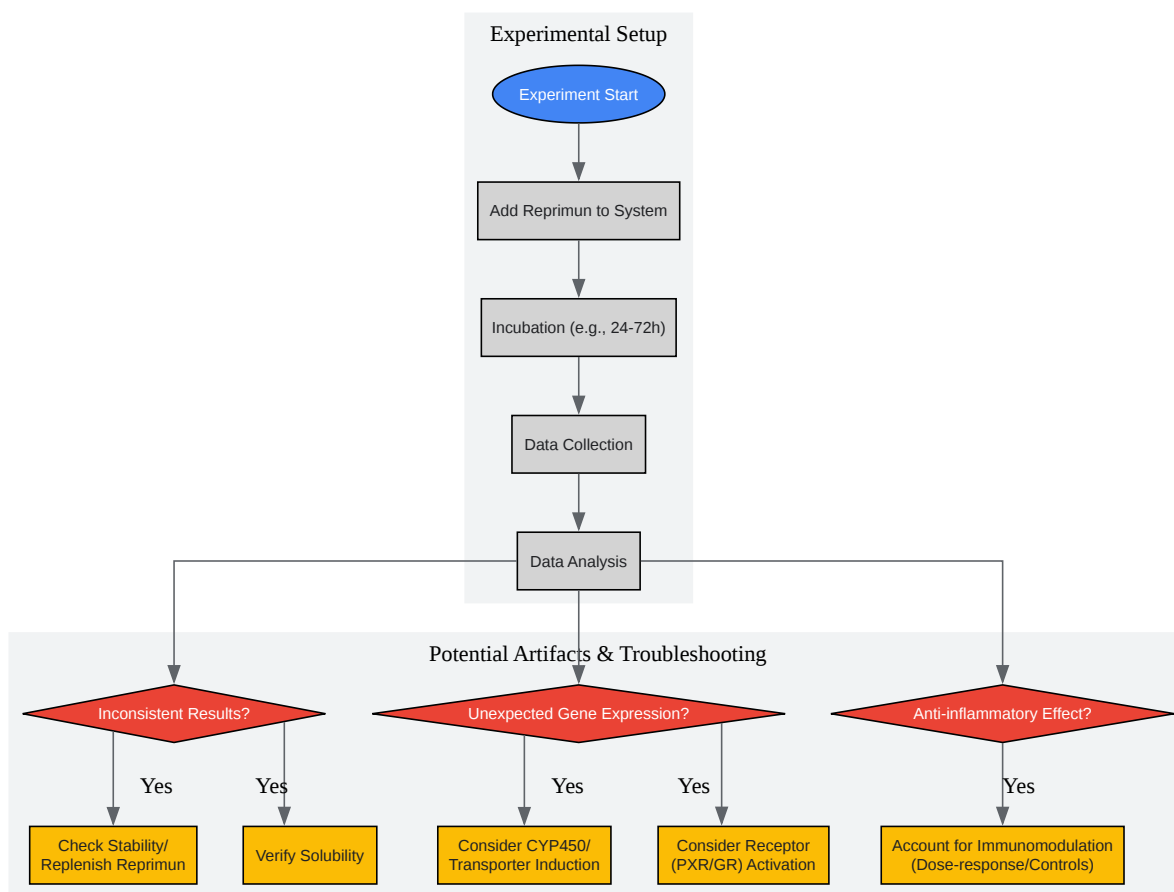 Experimental Setup
Experiment Start
Add Reprimun to System
Incubation (e.g., 24-72h)
Data Collection
Data Analysis
Potential Artifacts & Troubleshooting
Inconsistent Results?
Unexpected Gene Expression?
Anti-inflammatory Effect?
Yes
Yes
Yes
Yes
Yes
Check Stability/
Replenish Reprimun
Verify Solubility
Consider CYP450/
Transporter Induction
Consider Receptor
(PXR/GR) Activation
Account for Immunomodulation
(Dose-response/Controls)